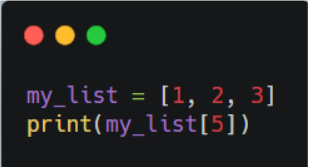 my_list = [1, 2, 3]
print(my_list[5])